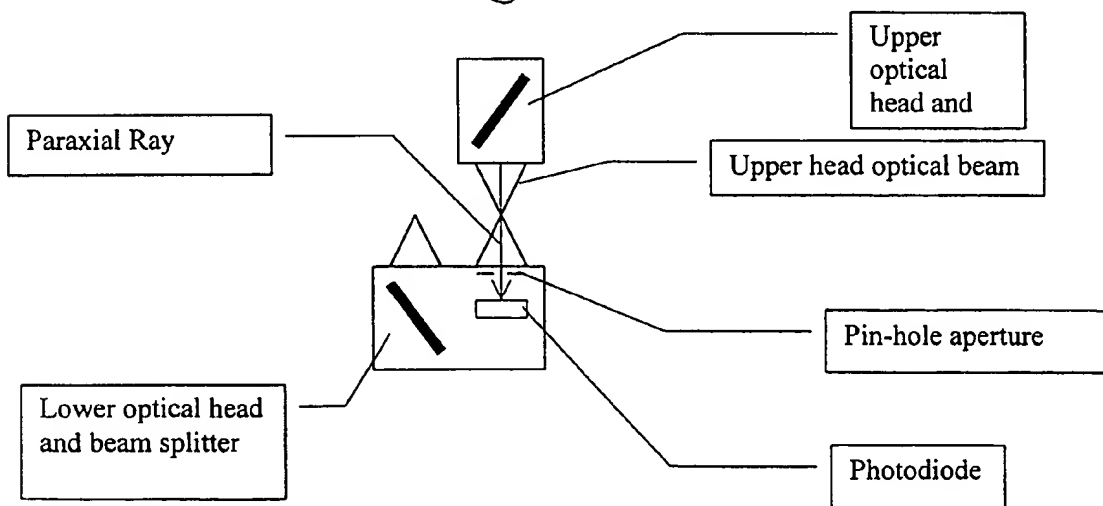 Upper
optical
head and
Paraxial Ray
Upper head optical beam
Pin-hole aperture
Lower optical head
and beam splitter
Photodiode